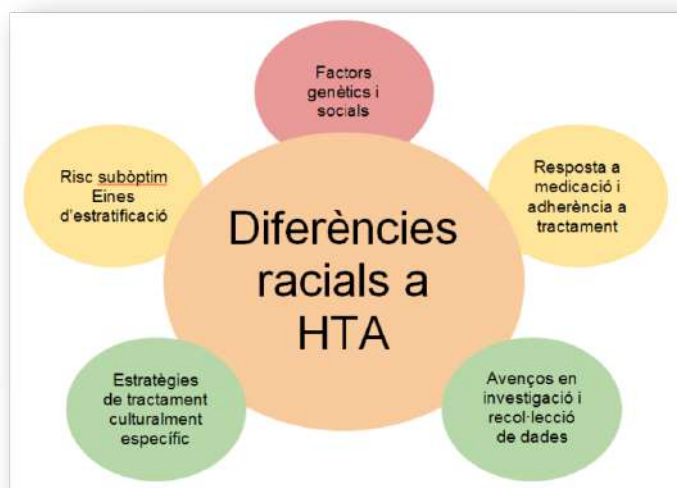 Factors
genètics i
socials
Risc subòptim
Eines
d'estratificació
Resposta a
medicació i
adherència a
tractament
Diferències
racials a
HTA
Estratègies
de tractament
culturalment
específic
Avenços en
investigació i
recol·lecció
de dades